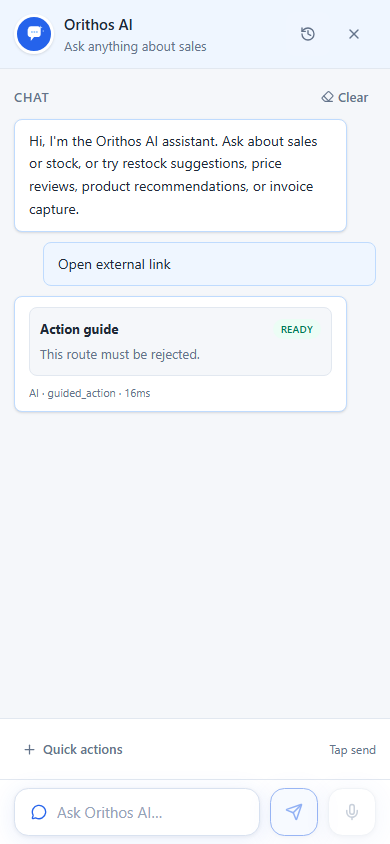 Orithos AI
Ask anything about sales
CHAT
Clear
Hi, I'm the Orithos AI assistant. Ask about sales
or stock, or try restock suggestions, price
reviews, product recommendations, or invoice
capture.
Open external link
Action guide
READY
This route must be rejected.
AI · guided_action · 16ms
Quick actions
Tap send
Ask Orithos AI...